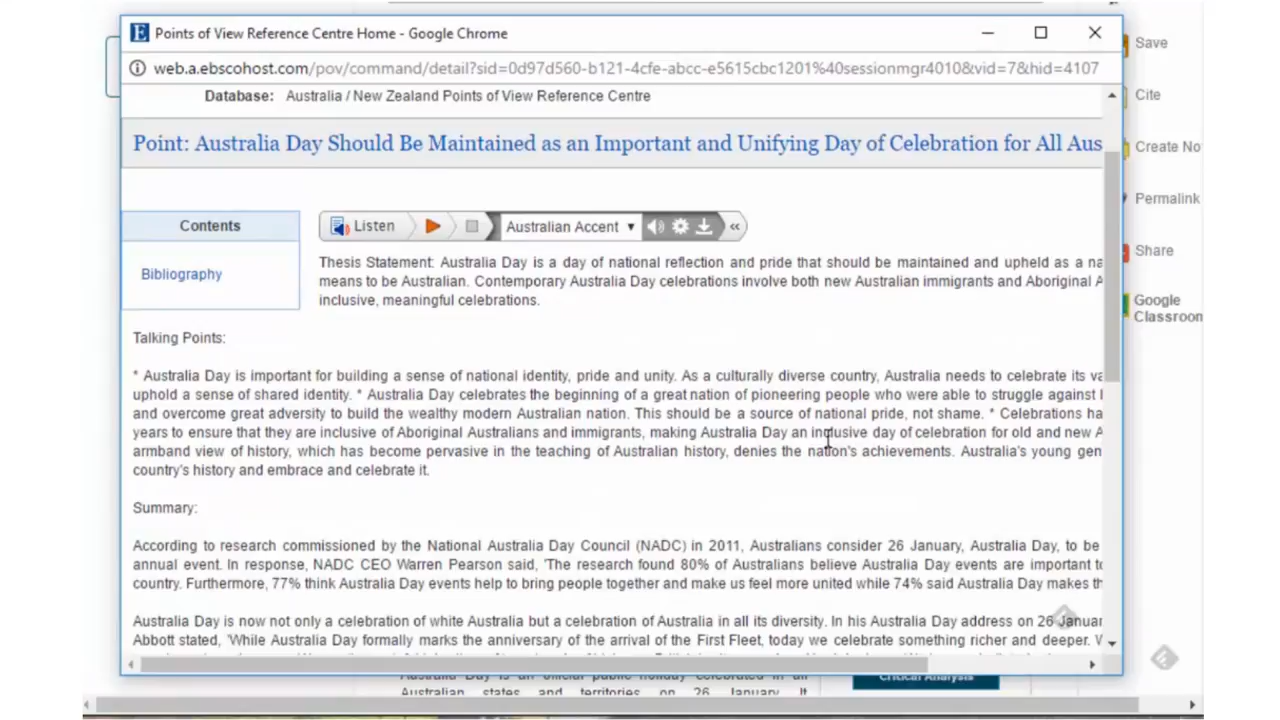 Points of View Reference Centre Home - Google Chrome
web.a.ebscohost.com/pov/command/detail?sid=0d97d560-b121-4cfe-abcc-e5615cbc1201%40sessionmgr4010&vid=7&hid=4107
Database: Australia / New Zealand Points of View Reference Centre
Point: Australia Day Should Be Maintained as an Important and Unifying Day of Celebration for All Aus
Contents
Bibliography
Listen
Australian Accent
Thesis Statement: Australia Day is a day of national reflection and pride that should be maintained and upheld as a na
means to be Australian. Contemporary Australia Day celebrations involve both new Australian immigrants and Aboriginal A
inclusive, meaningful celebrations.
Talking Points:
* Australia Day is important for building a sense of national identity, pride and unity. As a culturally diverse country, Australia needs to celebrate its va
uphold a sense of shared identity. * Australia Day celebrates the beginning of a great nation of pioneering people who were able to struggle against
and overcome great adversity to build the wealthy modern Australian nation. This should be a source of national pride, not shame. * Celebrations ha
years to ensure that they are inclusive of Aboriginal Australians and immigrants, making Australia Day an inclusive day of celebration for old and new A
armband view of history, which has become pervasive in the teaching of Australian history, denies the nation's achievements. Australia's young gen
country's history and embrace and celebrate it.
Summary:
According to research commissioned by the National Australia Day Council (NADC) in 2011, Australians consider 26 January, Australia Day, to be
annual event. In response, NADC CEO Warren Pearson said, 'The research found 80% of Australians believe Australia Day events are important to
country. Furthermore, 77% think Australia Day events help to bring people together and make us feel more united while 74% said Australia Day makes th
Australia Day is now not only a celebration of white Australia but a celebration of Australia in all its diversity. In his Australia Day address on 26 Januar
Abbott stated, 'While Australia Day formally marks the anniversary of the arrival of the First Fleet, today we celebrate something richer and deeper. W
Save
Cite
Create No
Permalink
Share
Google
Classroom
Australia Day is an official public holiday celebrated in all
Australian states and territories on 26 January. It
Critical Analysis